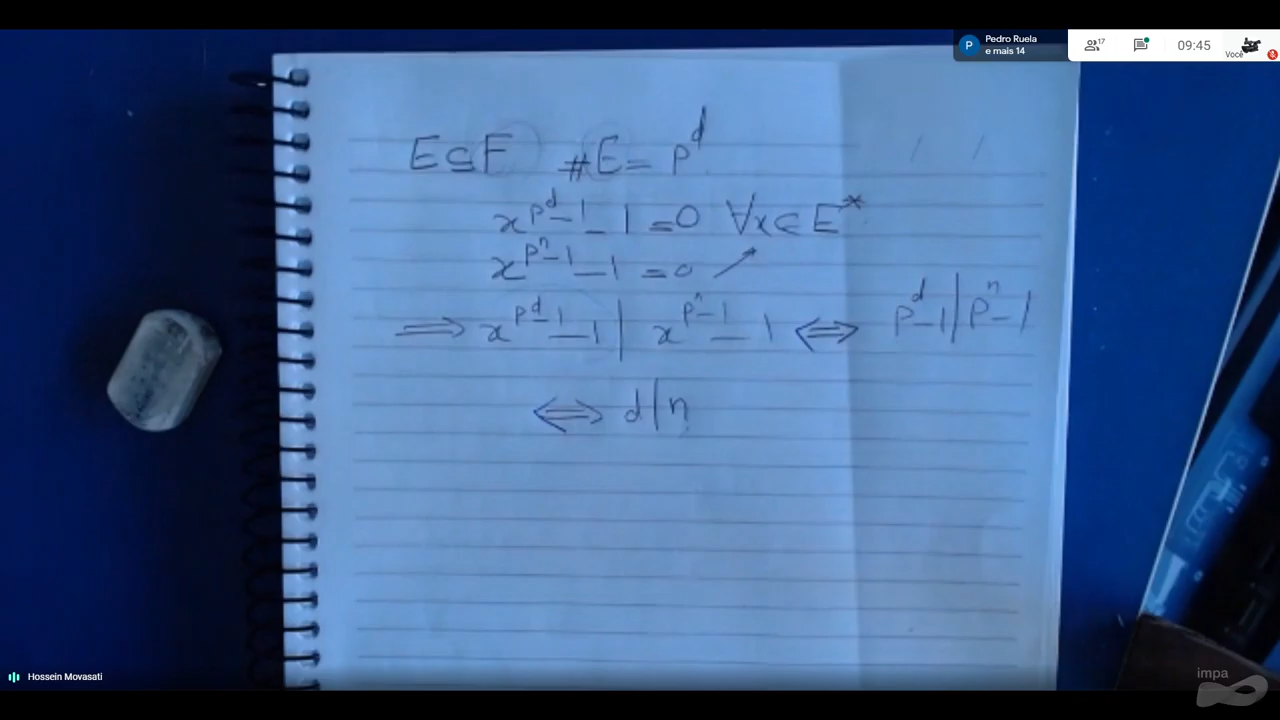 Pedro Ruela
e mais 14
P
17
09:45
Você
E ⊆ F #E = p^d
x^{p^d-1} - 1 = 0 ∀x ∈ E^*
x^{p^n-1} - 1 = 0 ↗
⟹ x^{p^d-1} - 1 | x^{p^n-1} - 1 ⟺ p^d-1 | p^n-1
⟺ d | n
Hossein Movasati
impa